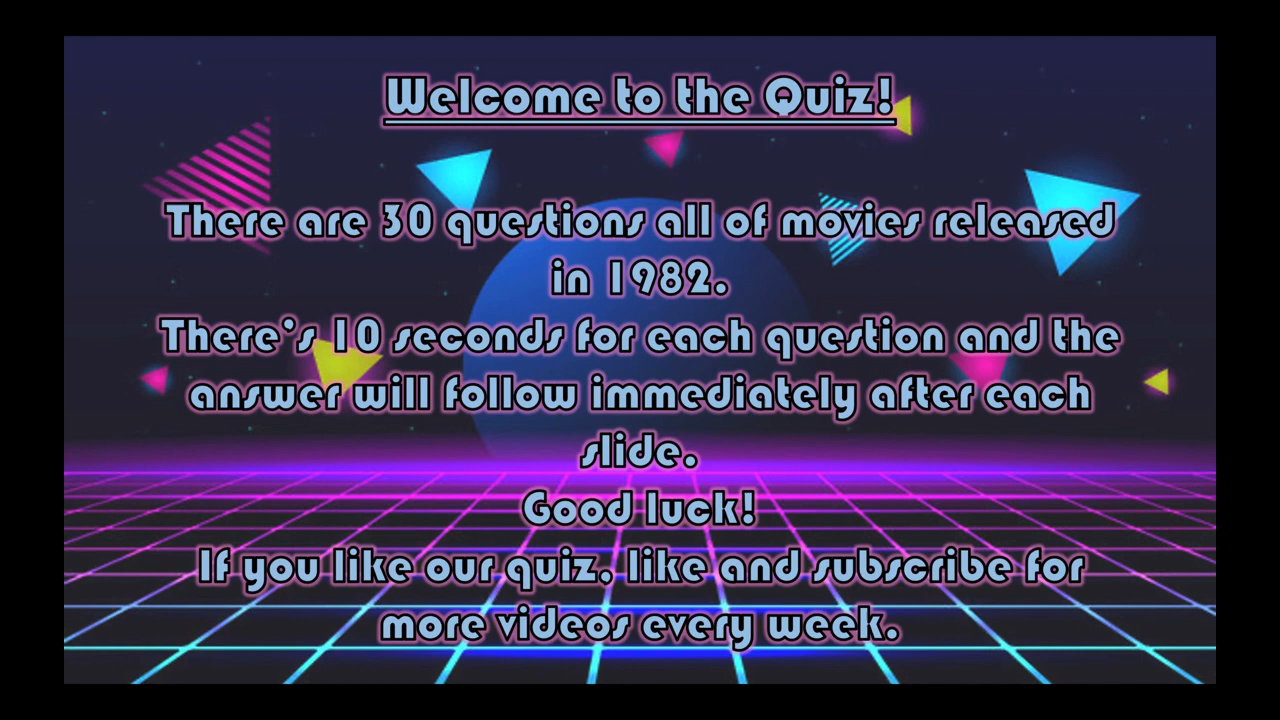 Welcome to the Quiz!
There are 30 questions all of movies released
in 1982.
There's 10 seconds for each question and the
answer will follow immediately after each
slide.
Good luck!
If you like our quiz, like and subscribe for
more videos every week.